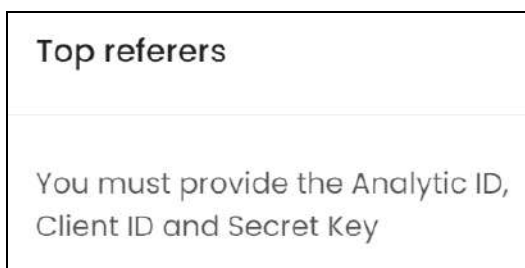 Top referers
You must provide the Analytic ID,
Client ID and Secret Key